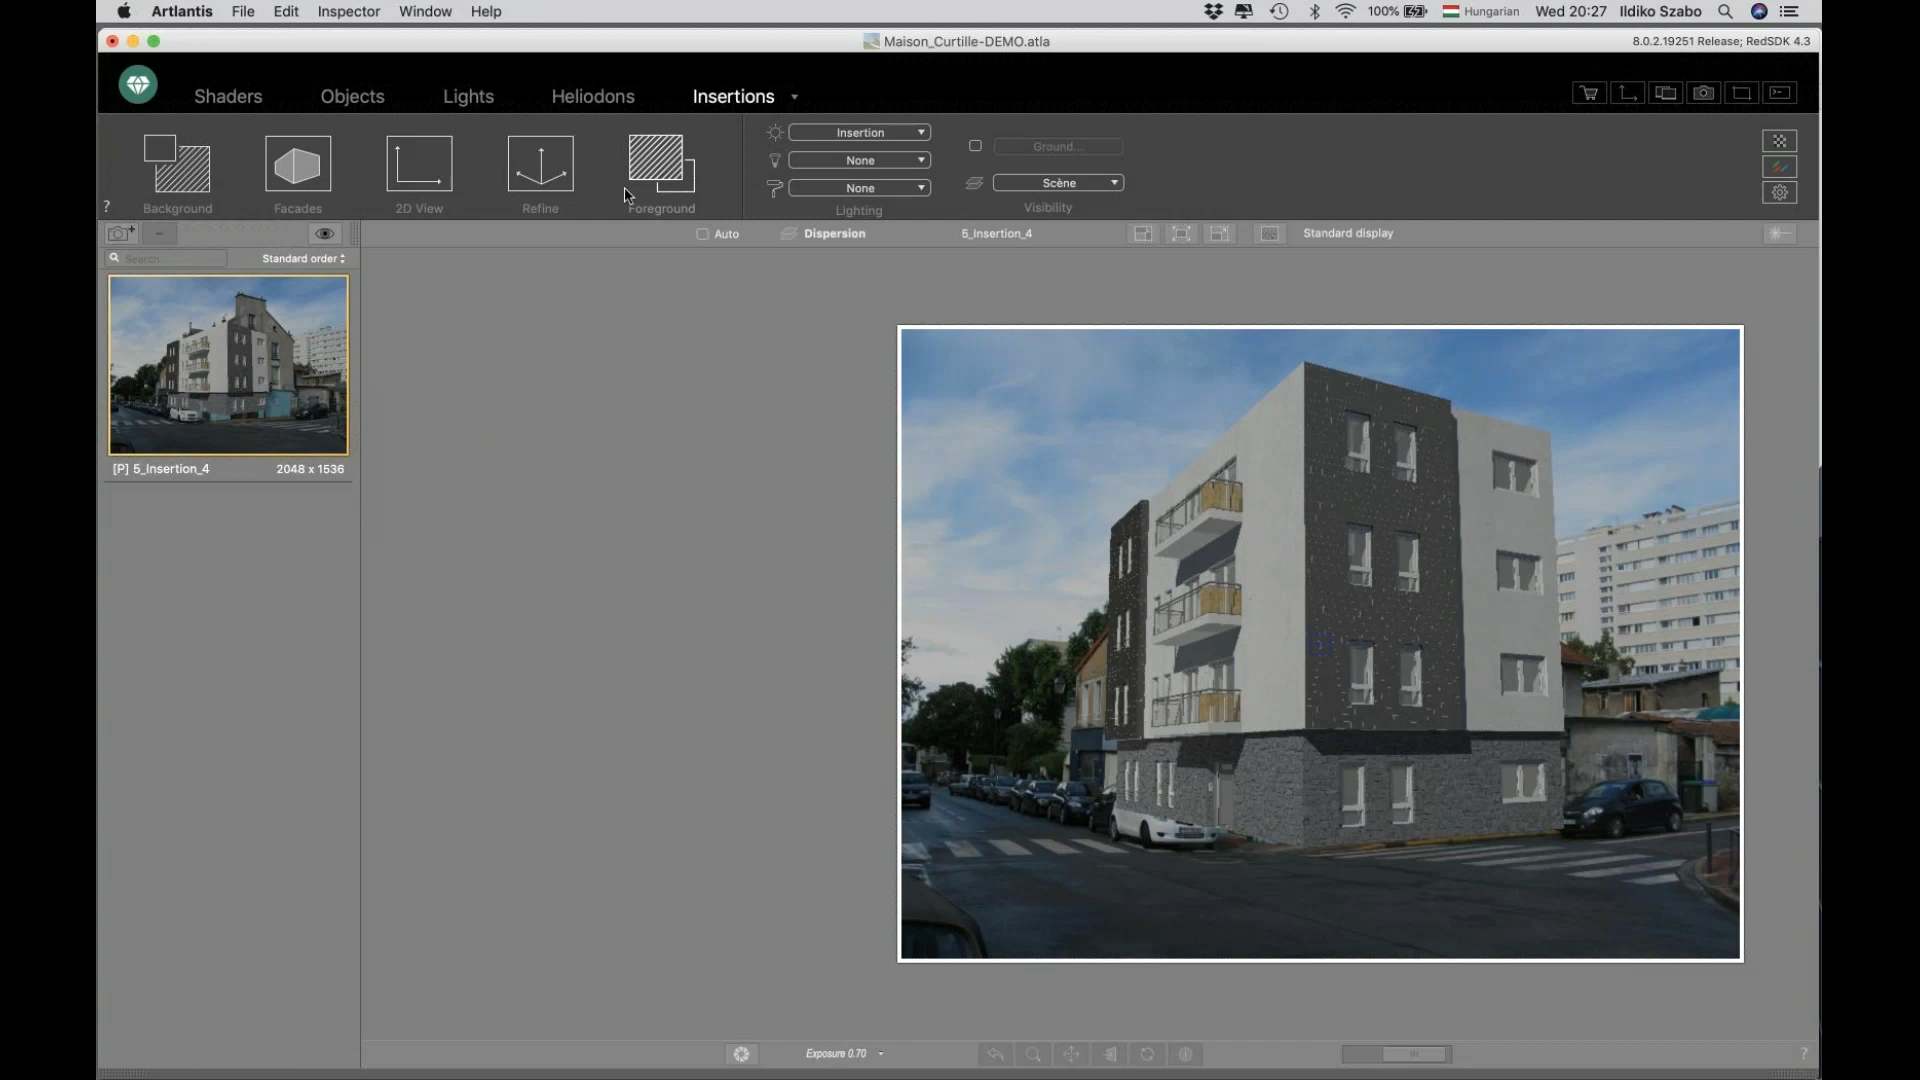 Artlantis File Edit Inspector Window Help 100% Hungarian Wed 20:27 Ildiko Szabo
Maison_Curtille-DEMO.atla 8.0.2.19251 Release; RedSDK 4.3
Shaders Objects Lights Heliodons Insertions
Insertion
None
None
Lighting
Ground...
Scène
Visibility
? Background Facades 2D View Refine Foreground
Auto Dispersion 5_Insertion_4 Standard display
Search Standard order
[P] 5_Insertion_4 2048 x 1536
Exposure 0.70 ?